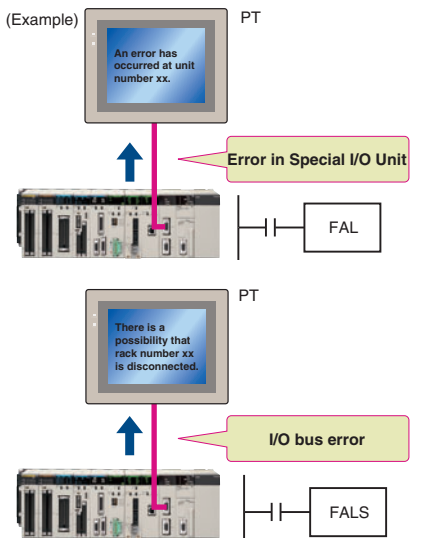 (Example)
PT
An error has
occurred at unit
number xx.
Error in Special I/O Unit
FAL
PT
There is a
possibility that
rack number xx
is disconnected.
I/O bus error
FALS